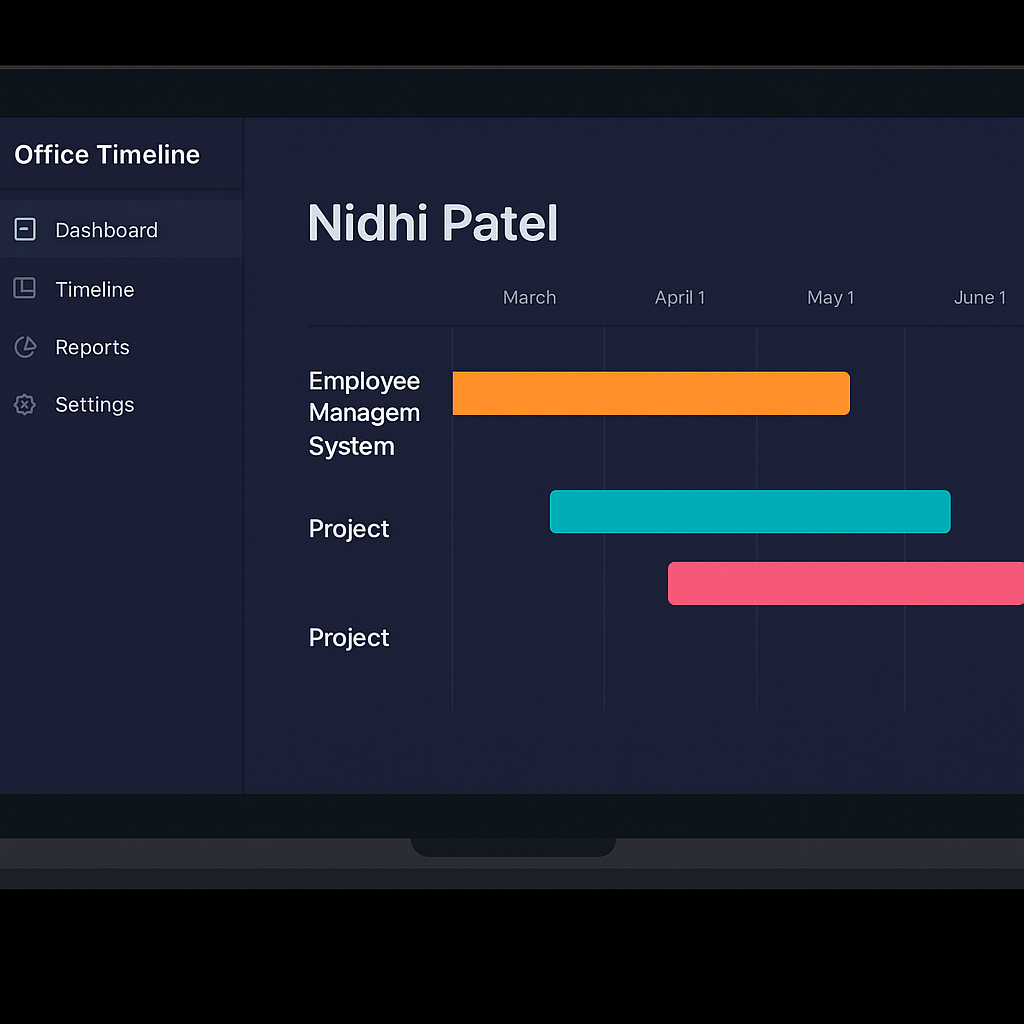 Office Timeline
Dashboard
Timeline
Reports
Settings
Nidhi Patel
March April 1 May 1 June 1
Employee
Managem
System
Project
Project